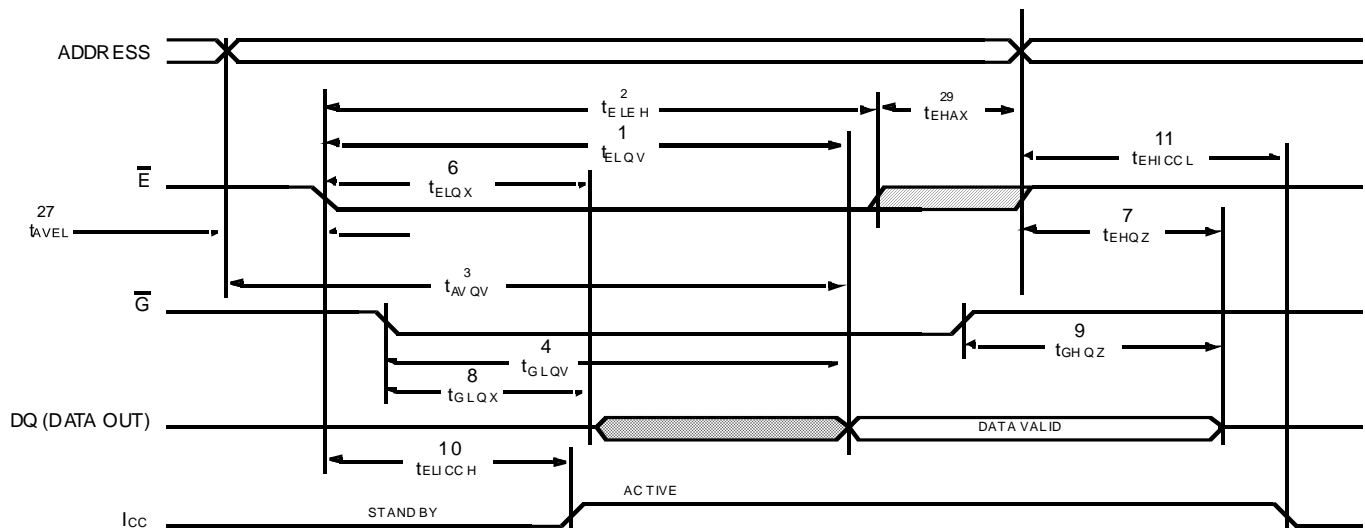 ADDRESS
2
tELEH
29
tEHAX
1
tELQV
11
tEHICCL
6
tELQX
E
27
tAVEL
7
tEHQZ
3
tAVQV
G
9
tGHQZ
4
tGLQV
8
tGLQX
DQ (DATA OUT)
DATA VALID
10
tELICCH
ACTIVE
STANDBY
ICC